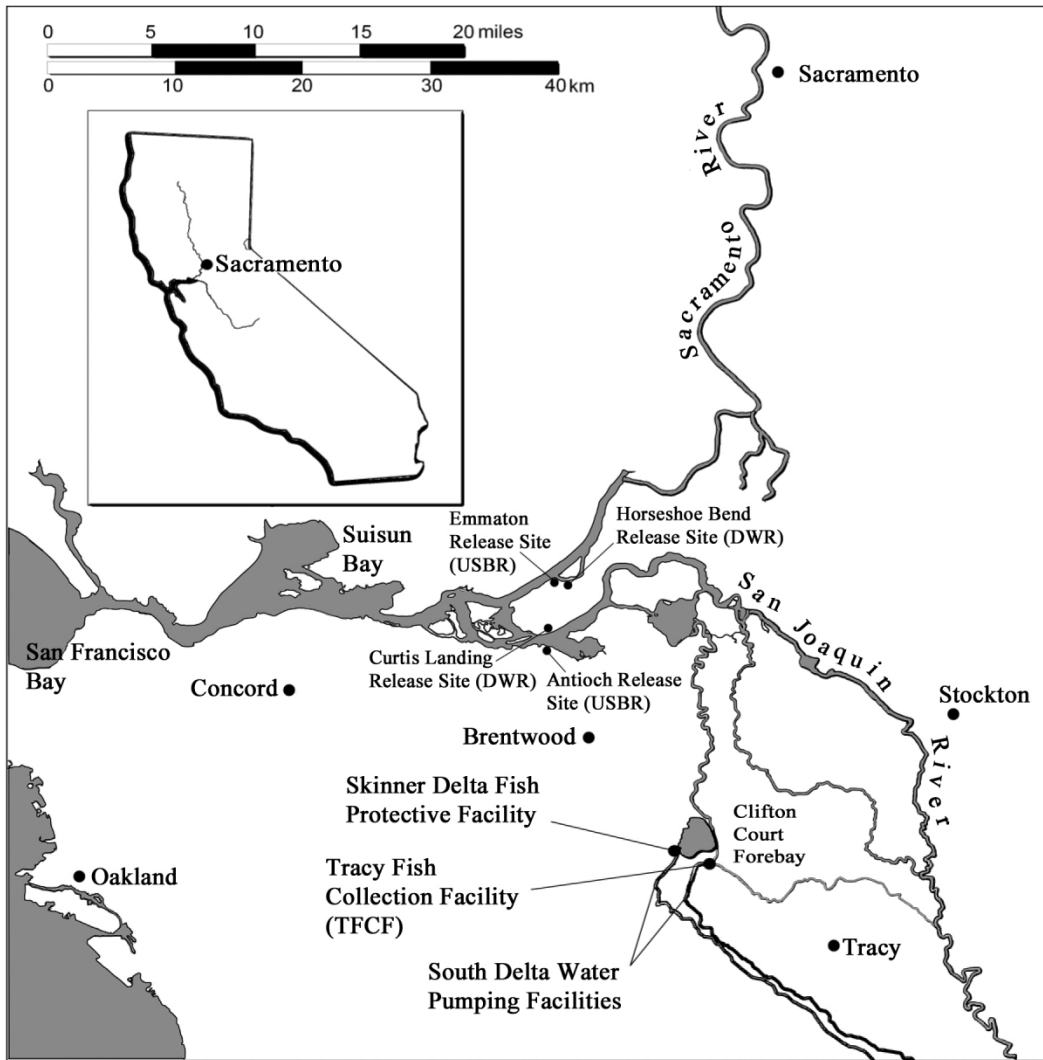 0 5 10 15 20 miles
0 10 20 30 40 km
Sacramento
Sacramento River
Sacramento
Suisun
Bay
Emmaton
Release Site
(USBR)
Horseshoe Bend
Release Site (DWR)
San Joaquin River
San Francisco
Bay
Curtis Landing
Release Site (DWR)
Antioch Release
Site (USBR)
Concord
Stockton
Brentwood
Skinner Delta Fish
Protective Facility
Clifton
Court
Forebay
Tracy Fish
Collection Facility
(TFCF)
Oakland
Tracy
South Delta Water
Pumping Facilities